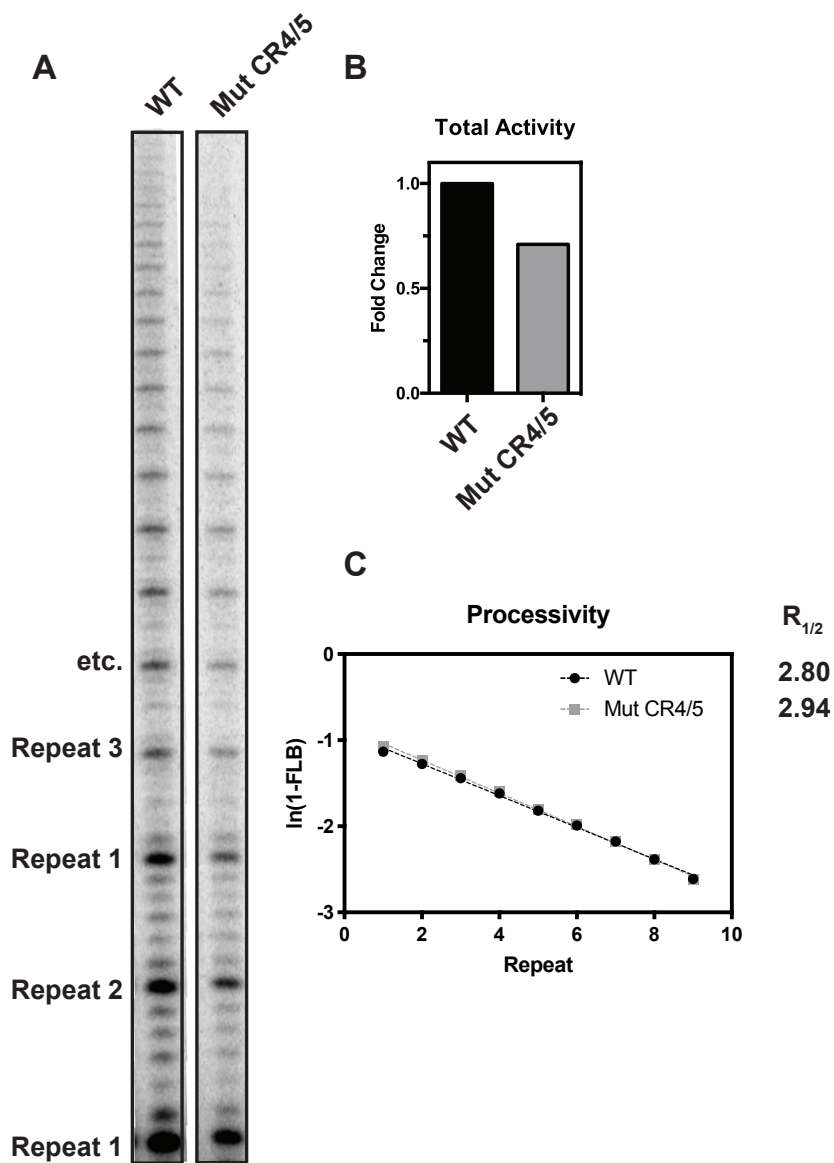 A
WT
Mut CR4/5
etc.
Repeat 3
Repeat 1
Repeat 2
Repeat 1
B
Total Activity
Fold Change
1.0
0.5
0.0
WT
Mut CR4/5
C
Processivity
R1/2
WT
2.80
Mut CR4/5
2.94
ln(1-FLB)
0
-1
-2
-3
0 2 4 6 8 10
Repeat